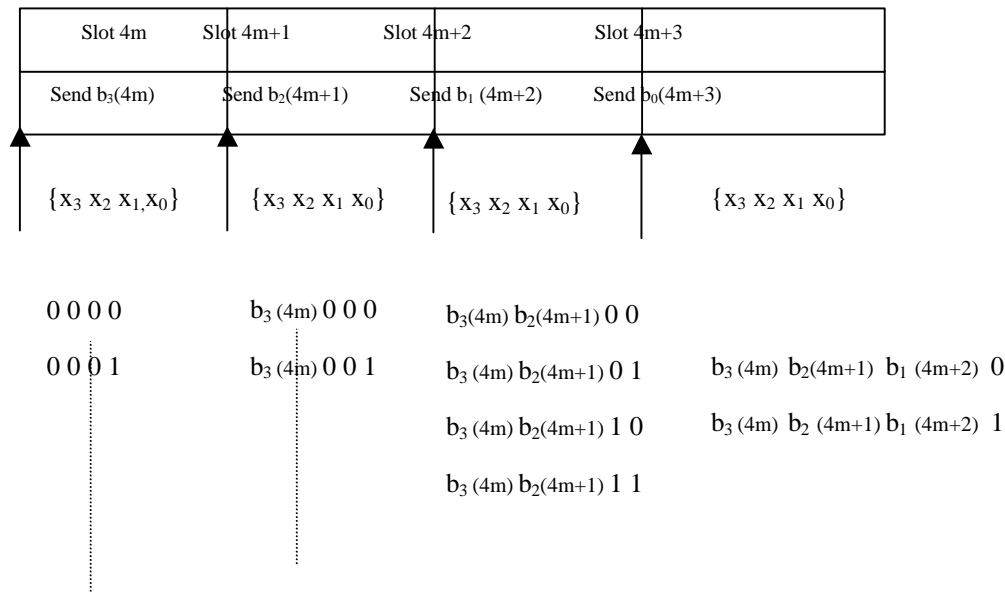 Slot 4m Slot 4m+1 Slot 4m+2 Slot 4m+3
Send b₃(4m) Send b₂(4m+1) Send b₁ (4m+2) Send b₀(4m+3)
{x₃ x₂ x₁,x₀} {x₃ x₂ x₁ x₀} {x₃ x₂ x₁ x₀} {x₃ x₂ x₁ x₀}
0 0 0 0 b₃ (4m) 0 0 0 b₃(4m) b₂(4m+1) 0 0
0 0 0 1 b₃ (4m) 0 0 1 b₃ (4m) b₂(4m+1) 0 1 b₃ (4m) b₂(4m+1) b₁ (4m+2) 0
b₃ (4m) b₂(4m+1) 1 0 b₃ (4m) b₂ (4m+1) b₁ (4m+2) 1
b₃ (4m) b₂(4m+1) 1 1